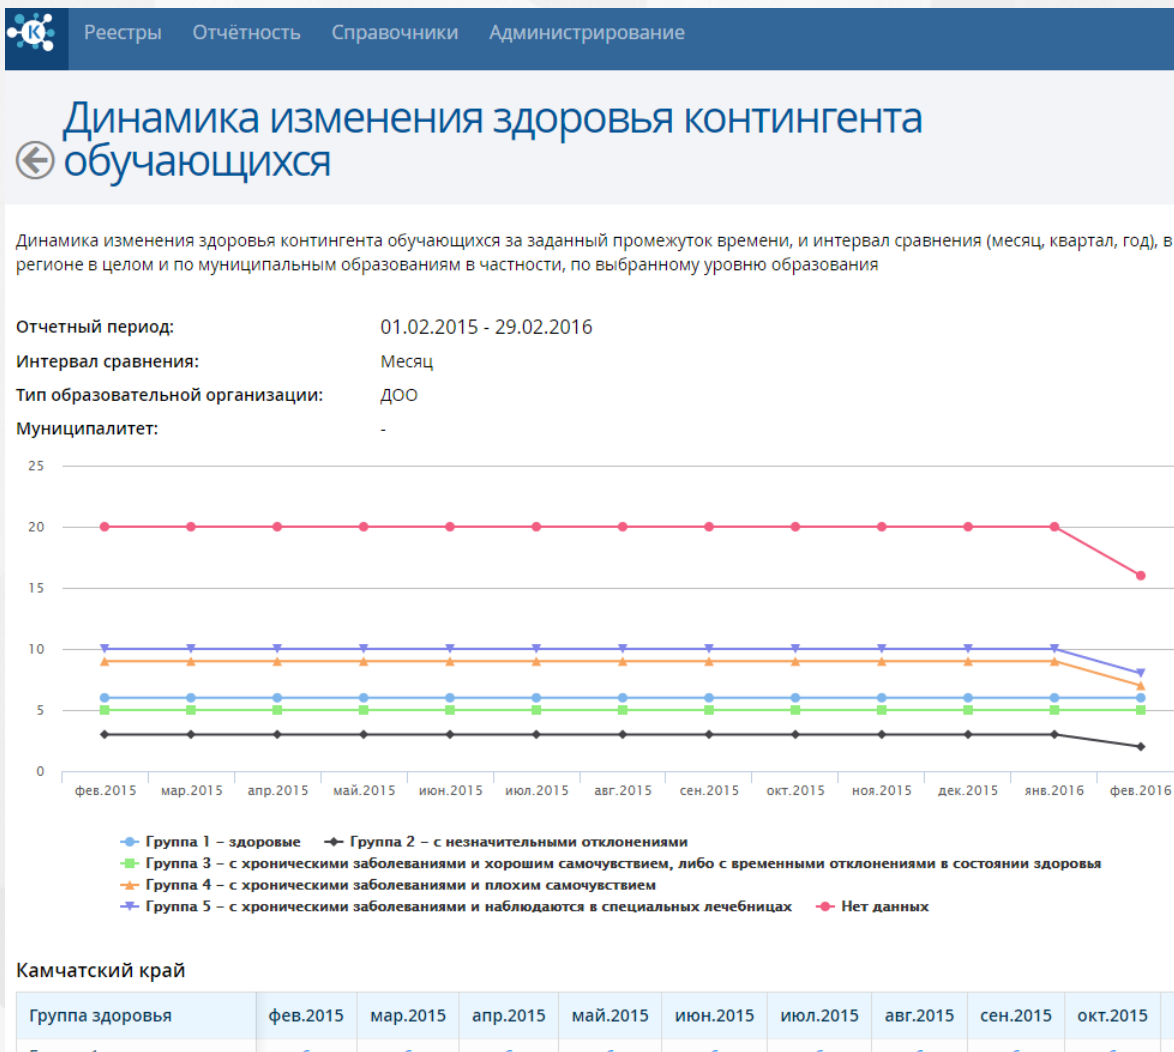 К Реестры Отчётность Справочники Администрирование
Динамика изменения здоровья контингента
обучающихся
Динамика изменения здоровья контингента обучающихся за заданный промежуток времени, и интервал сравнения (месяц, квартал, год), в
регионе в целом и по муниципальным образованиям в частности, по выбранному уровню образования
Отчетный период: 01.02.2015 - 29.02.2016
Интервал сравнения: Месяц
Тип образовательной организации: ДОО
Муниципалитет: -
25
20
15
10
5
0
фев.2015 мар.2015 апр.2015 май.2015 июн.2015 июл.2015 авг.2015 сен.2015 окт.2015 ноя.2015 дек.2015 янв.2016 фев.2016
Группа 1 – здоровые Группа 2 – с незначительными отклонениями
Группа 3 – с хроническими заболеваниями и хорошим самочувствием, либо с временными отклонениями в состоянии здоровья
Группа 4 – с хроническими заболеваниями и плохим самочувствием
Группа 5 – с хроническими заболеваниями и наблюдаются в специальных лечебницах Нет данных
Камчатский край
Группа здоровья фев.2015 мар.2015 апр.2015 май.2015 июн.2015 июл.2015 авг.2015 сен.2015 окт.2015